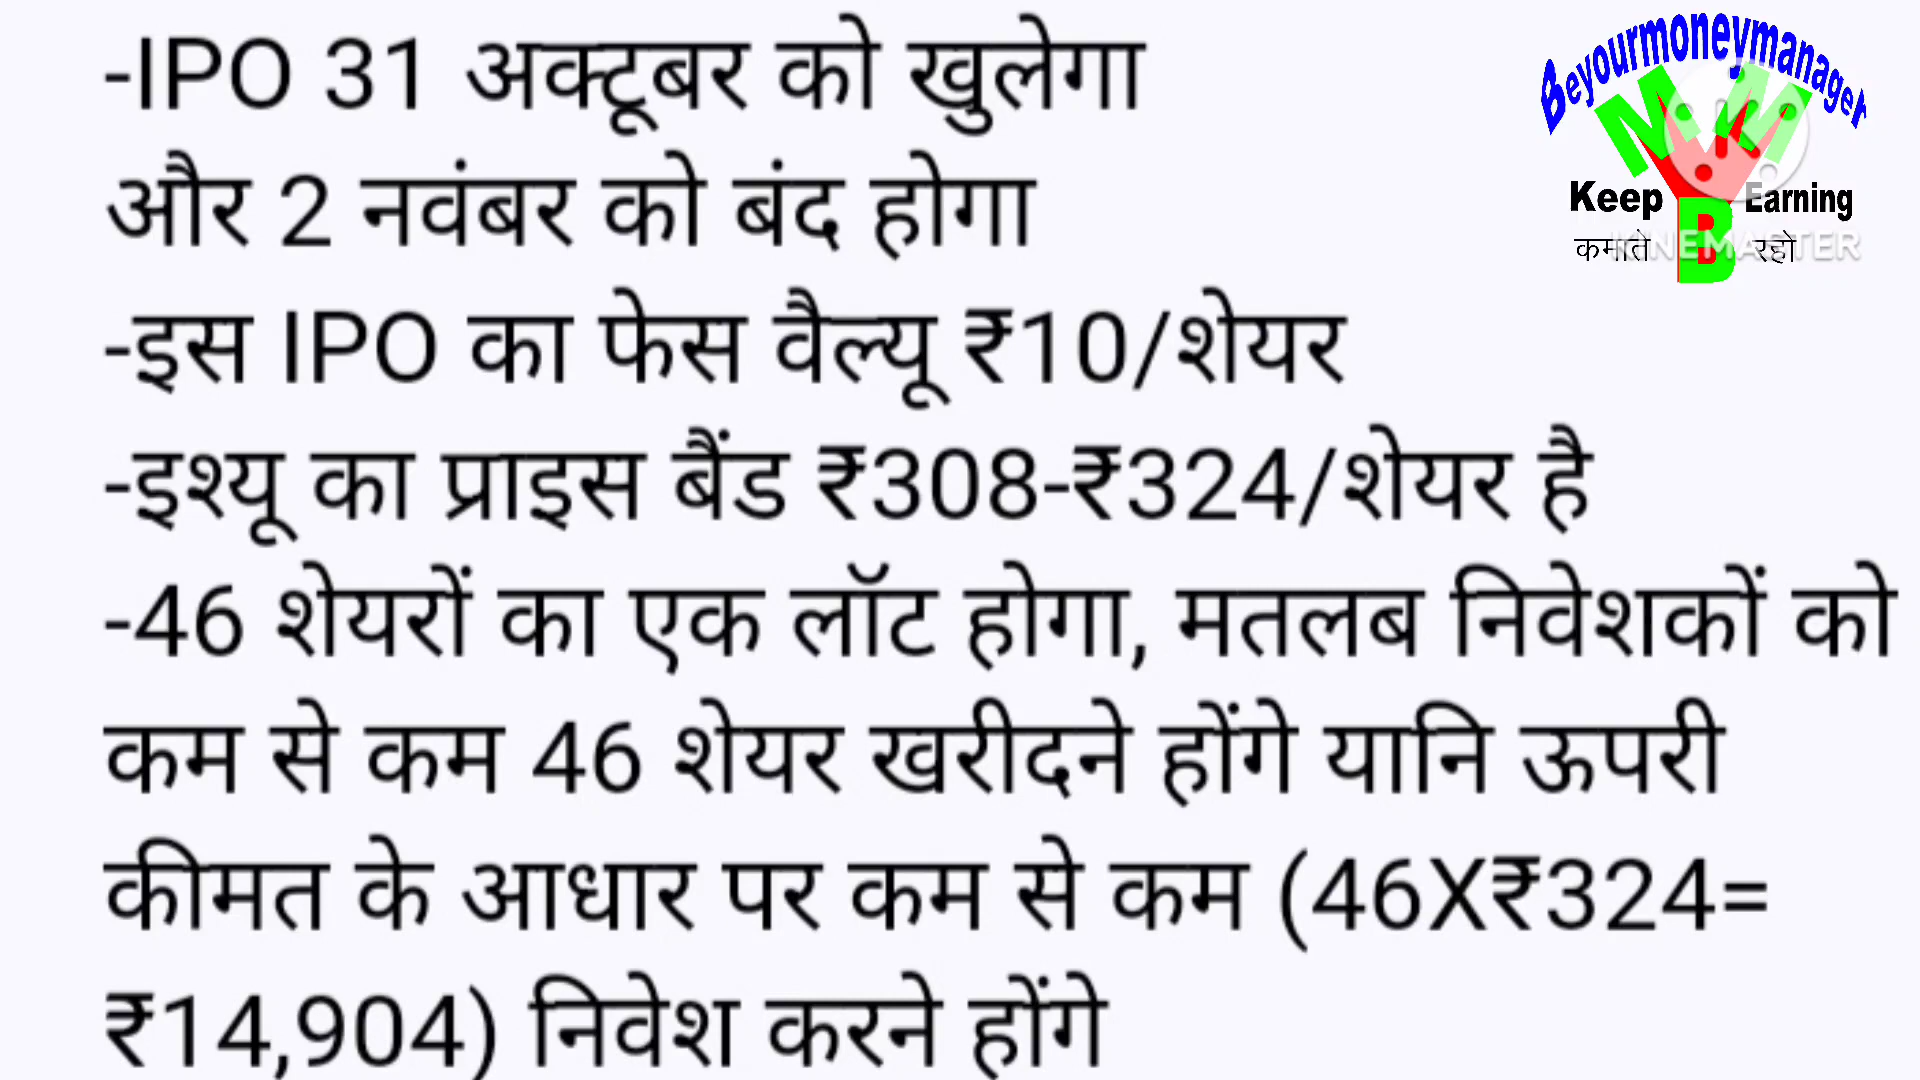 -IPO 31 अक्टूबर को खुलेगा
और 2 नवंबर को बंद होगा
-इस IPO का फेस वैल्यू ₹10/शेयर
-इश्यू का प्राइस बैंड ₹308-₹324/शेयर है
-46 शेयरों का एक लॉट होगा, मतलब निवेशकों को
कम से कम 46 शेयर खरीदने होंगे यानि ऊपरी
कीमत के आधार पर कम से कम (46X₹324=
₹14,904) निवेश करने होंगे
Beyourmoneymanager
M M
Keep Earning
कमाते B रहो
KINEMASTER